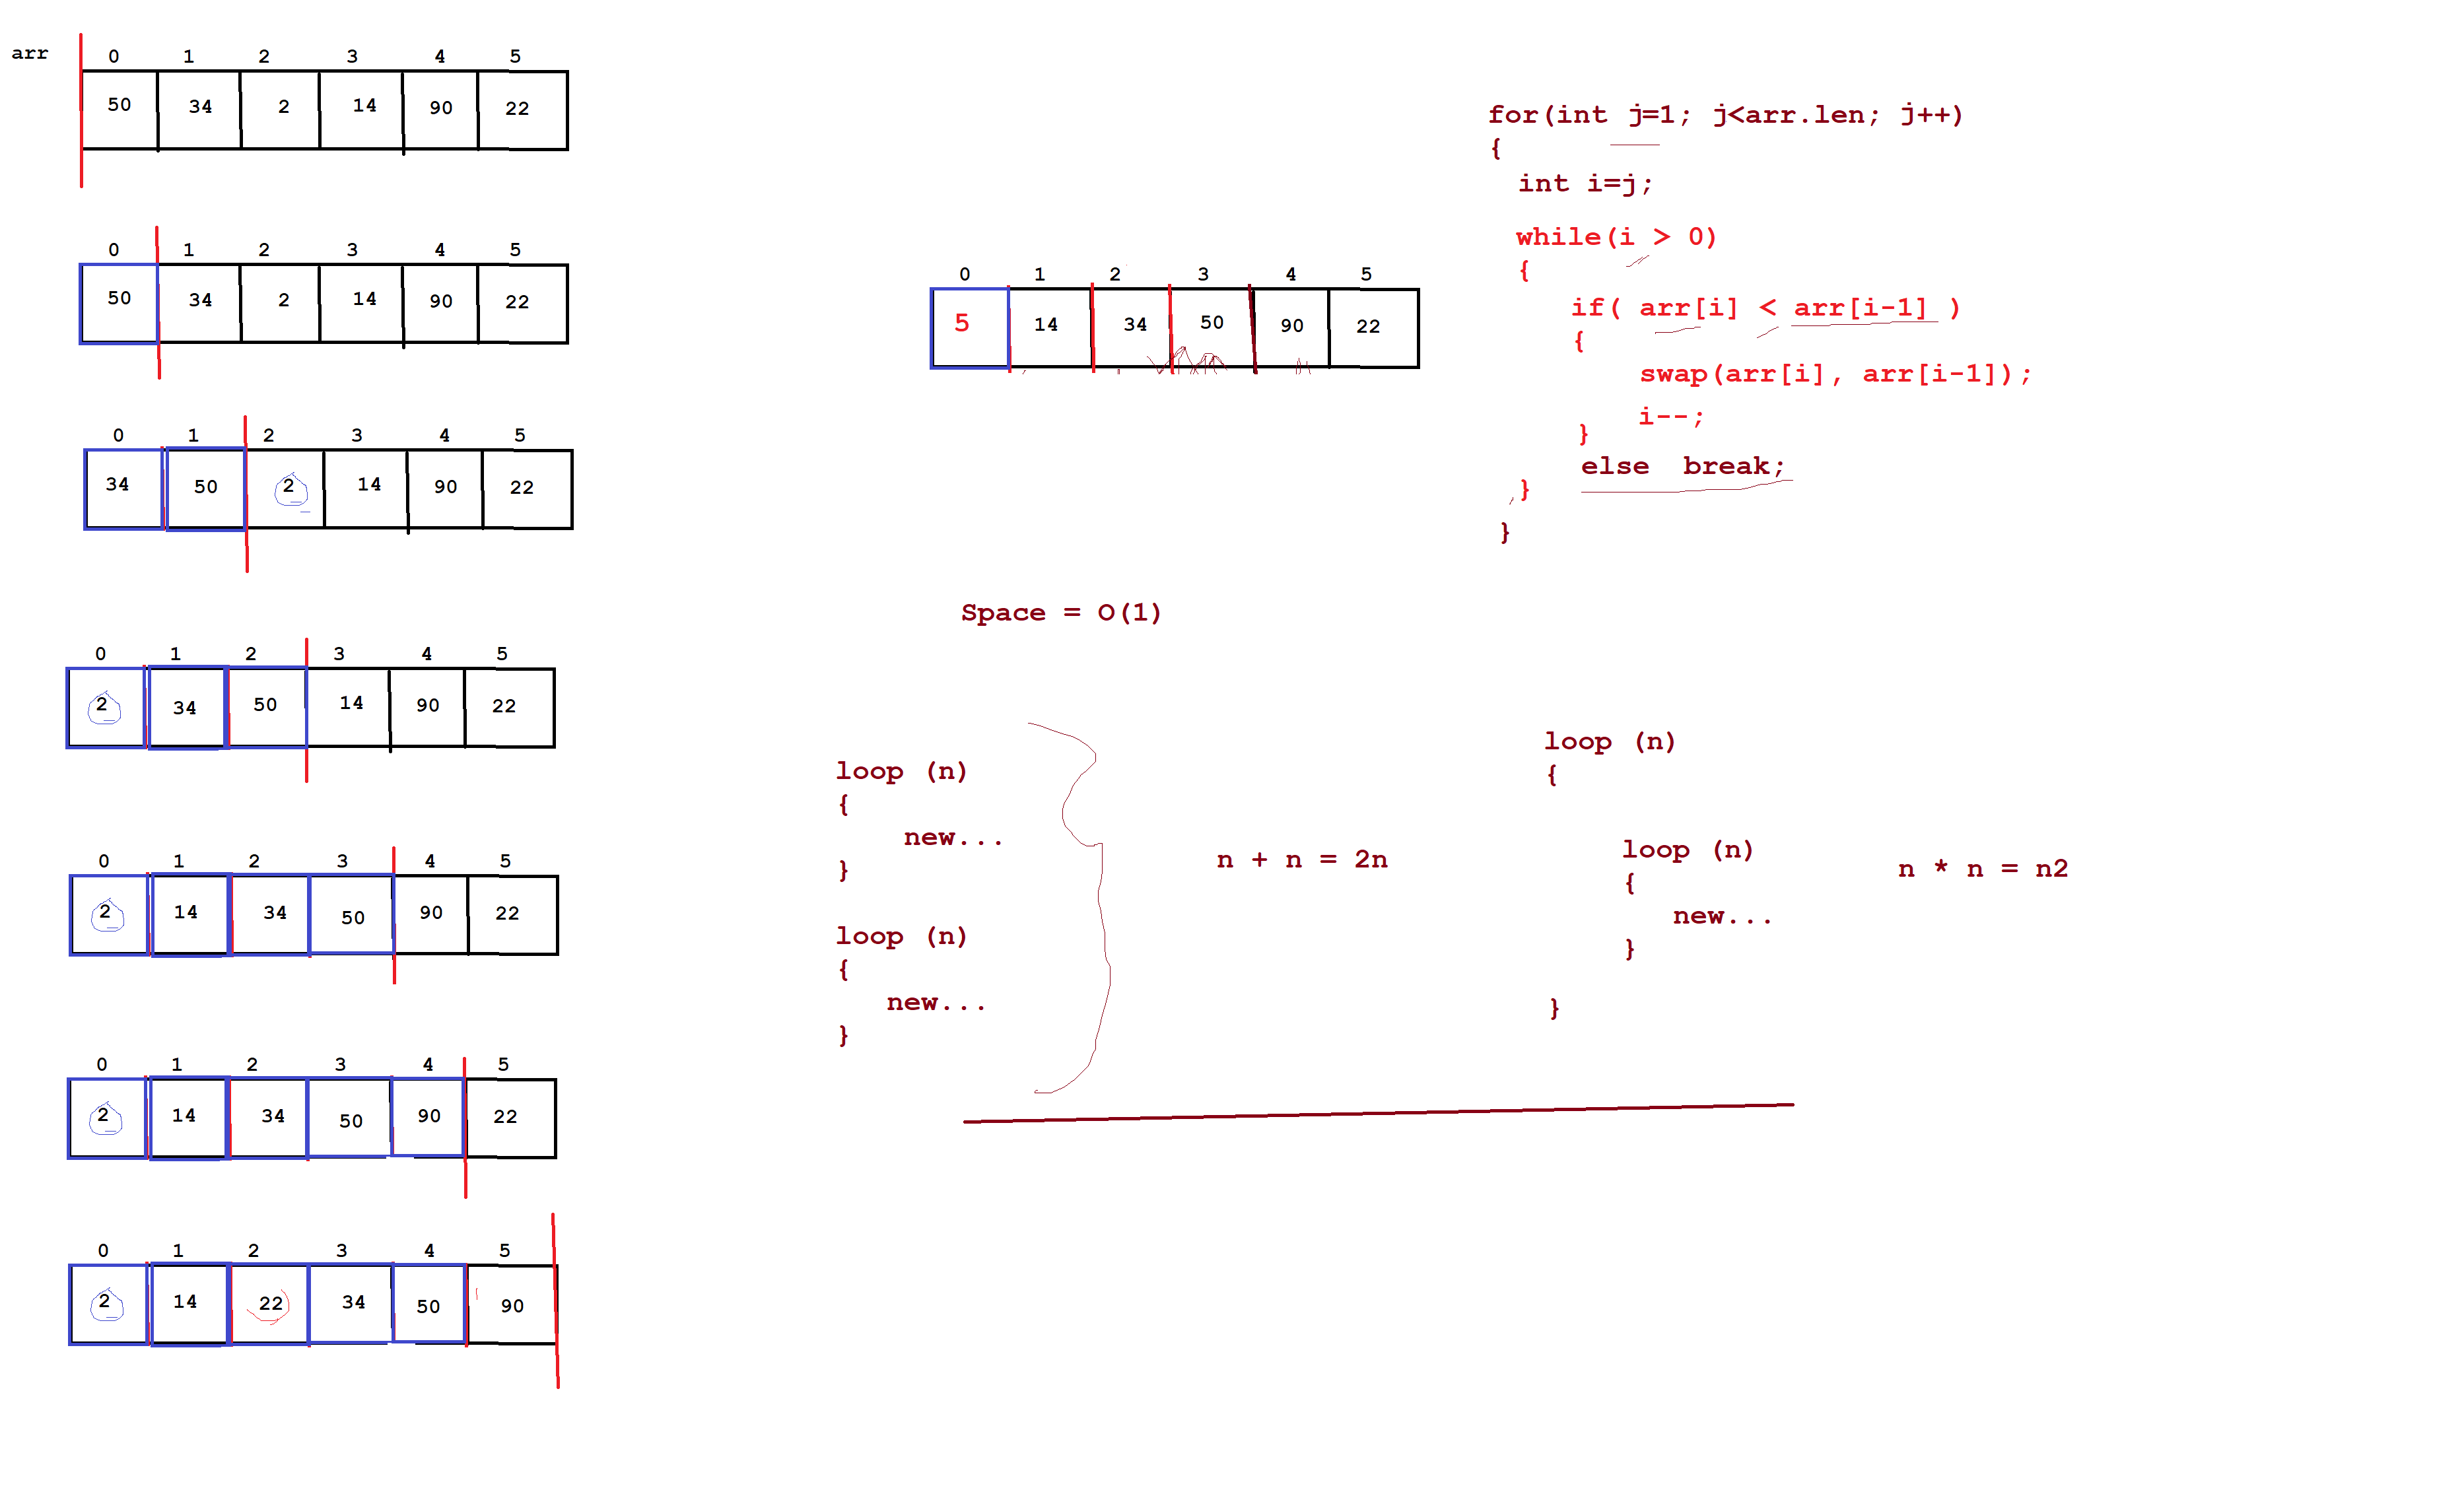 arr
0 1 2 3 4 5
50 34 2 14 90 22
0 1 2 3 4 5
50 34 2 14 90 22
0 1 2 3 4 5
34 50 2 14 90 22
0 1 2 3 4 5
2 34 50 14 90 22
0 1 2 3 4 5
2 14 34 50 90 22
0 1 2 3 4 5
2 14 34 50 90 22
0 1 2 3 4 5
2 14 22 34 50 90
0 1 2 3 4 5
5 14 34 50 90 22
Space = O(1)
loop (n)
{
new...
}
loop (n)
{
new...
}
n + n = 2n
for(int j=1; j<arr.len; j++)
{
int i=j;
while(i > 0)
{
if( arr[i] < arr[i-1] )
{
swap(arr[i], arr[i-1]);
i--;
}
else break;
}
}
loop (n)
{
loop (n)
{
new...
}
}
n * n = n2